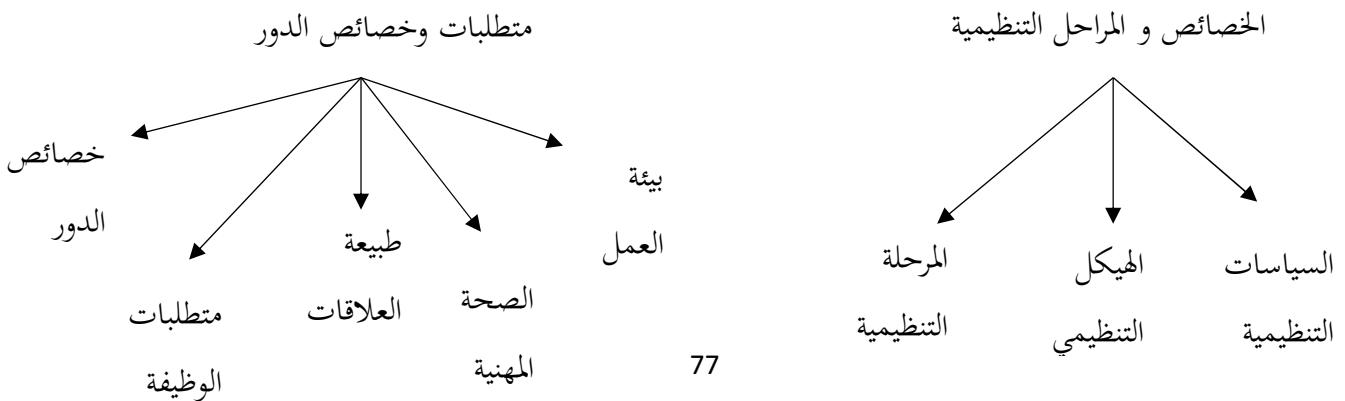 الخصائص و المراحل التنظيمية
السياسات
التنظيمية
الهيكل
التنظيمي
المرحلة
التنظيمية
متطلبات وخصائص الدور
بيئة
العمل
الصحة
المهنية
طبيعة
العلاقات
متطلبات
الوظيفة
خصائص
الدور
77